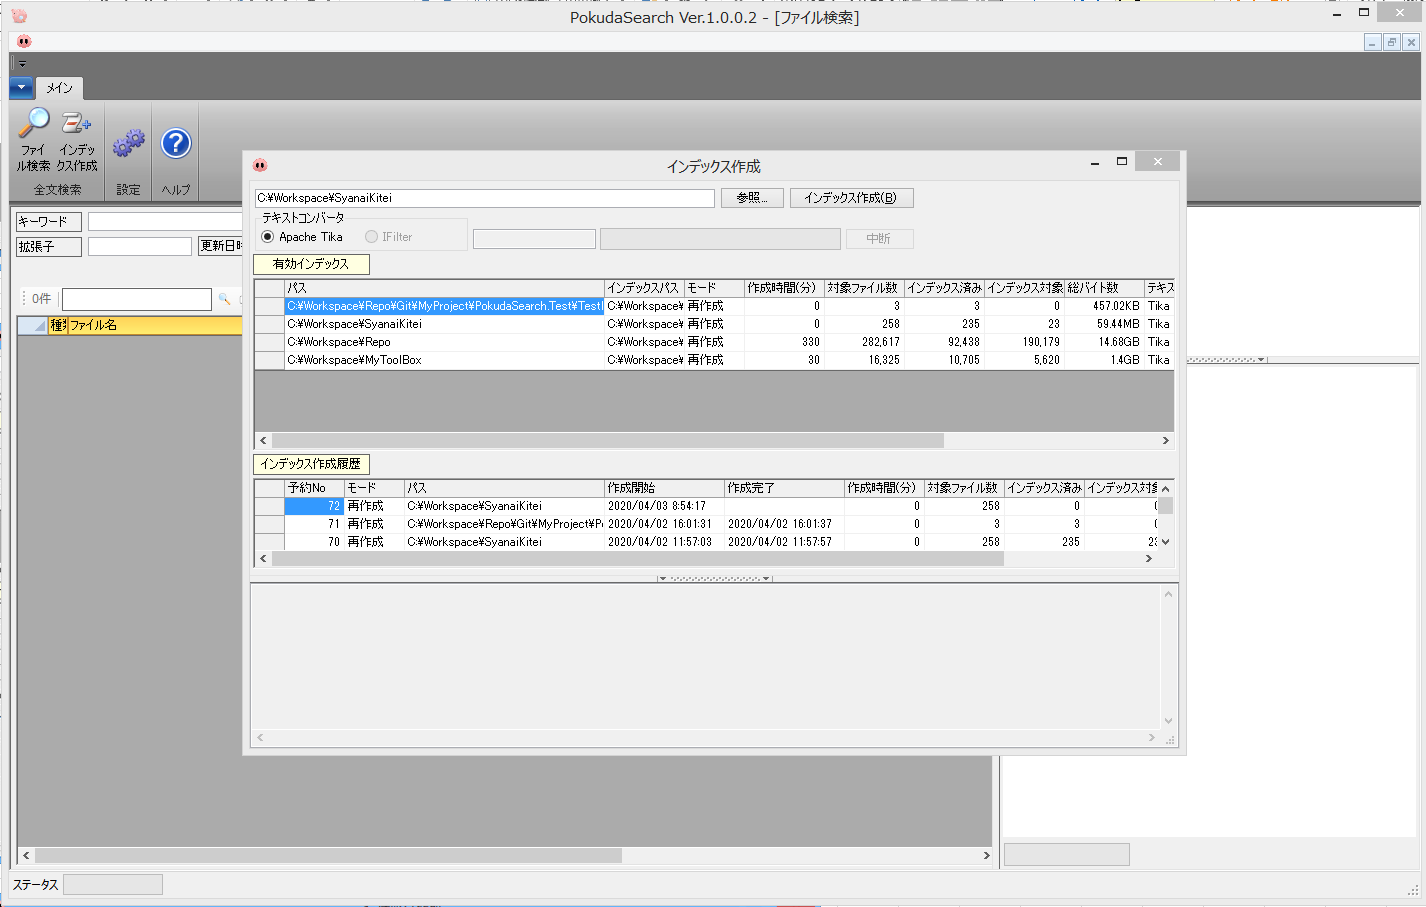 PokudaSearch Ver.1.0.0.2 - [ファイル検索]
メイン
ファイル検索
インデックス作成
全文検索
設定
ヘルプ
キーワード
拡張子
更新日
0件
ファイル名
ステータス
インデックス作成
C:¥Workspace¥SyanaiKitei
参照...
インデックス作成(B)
テキストコンバータ
Apache Tika
IFilter
中断
有効インデックス
パス インデックスパス モード 作成時間(分) 対象ファイル数 インデックス済み インデックス対象 総バイト数 テキス
C:¥Workspace¥Repo¥Git¥MyProject¥PokudaSearch.Test¥Test C:¥Workspace¥ 再作成 0 3 3 0 457.02KB Tika
C:¥Workspace¥SyanaiKitei C:¥Workspace¥ 再作成 0 258 235 23 59.44MB Tika
C:¥Workspace¥Repo C:¥Workspace¥ 再作成 330 282,617 92,438 190,179 14.68GB Tika
C:¥Workspace¥MyToolBox C:¥Workspace¥ 再作成 30 16,325 10,705 5,620 1.4GB Tika
インデックス作成履歴
予約No モード パス 作成開始 作成完了 作成時間(分) 対象ファイル数 インデックス済み インデックス対象
72 再作成 C:¥Workspace¥SyanaiKitei 2020/04/03 8:54:17 0 258 0
71 再作成 C:¥Workspace¥Repo¥Git¥MyProject¥P 2020/04/02 16:01:31 2020/04/02 16:01:37 0 3 3
70 再作成 C:¥Workspace¥SyanaiKitei 2020/04/02 11:57:03 2020/04/02 11:57:57 0 258 235